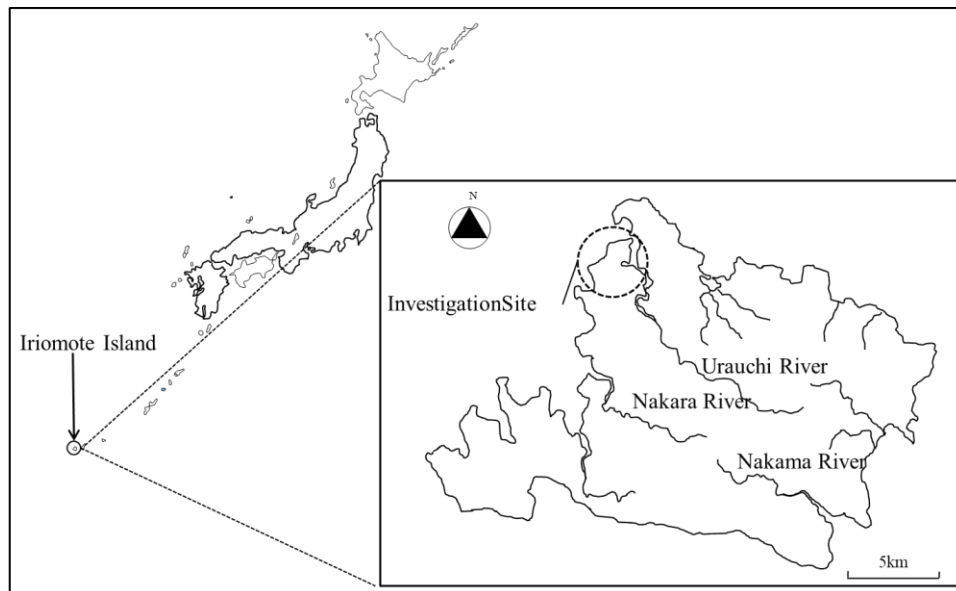 N
InvestigationSite
Iriomote Island
Urauchi River
Nakara River
Nakama River
5km